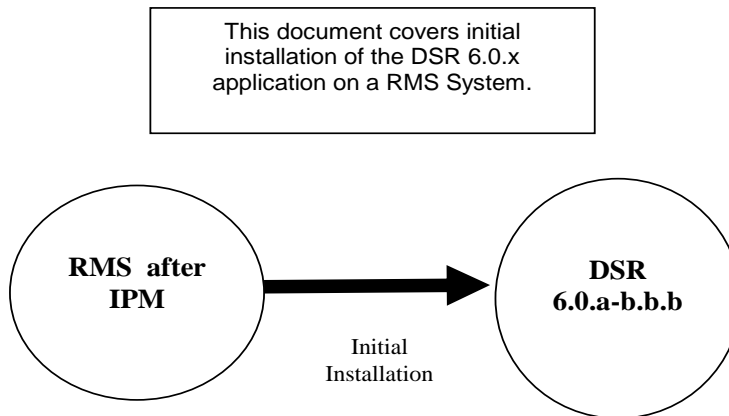 This document covers initial
installation of the DSR 6.0.x
application on a RMS System.
RMS after
IPM
DSR
6.0.a-b.b.b
Initial
Installation